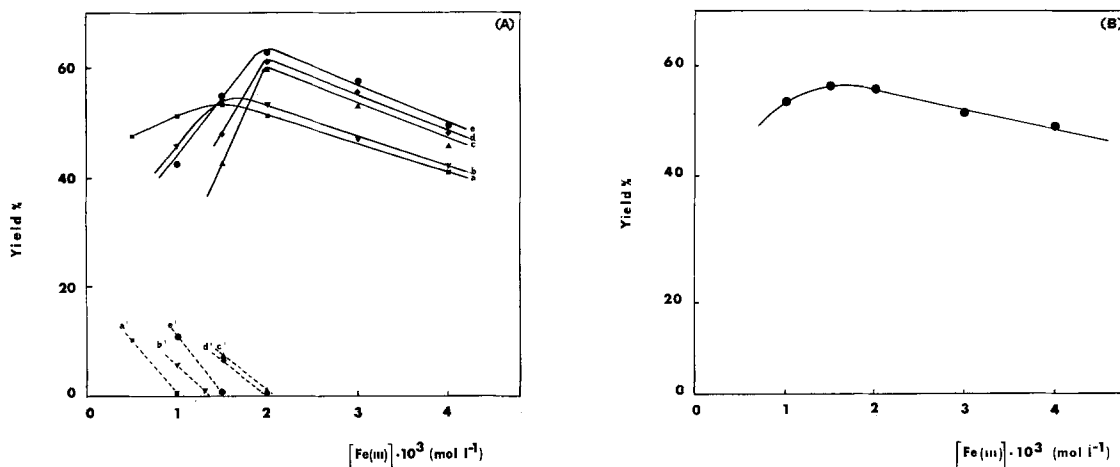 (A)
Yield %
60
40
20
0
e
d
c
b
a
a'
b'
e'
d' c'
0 1 2 3 4
[Fe(III)]·10³ (mol l⁻¹)
(B)
Yield %
60
40
20
0
0 1 2 3 4
[Fe(III)]·10³ (mol l⁻¹)